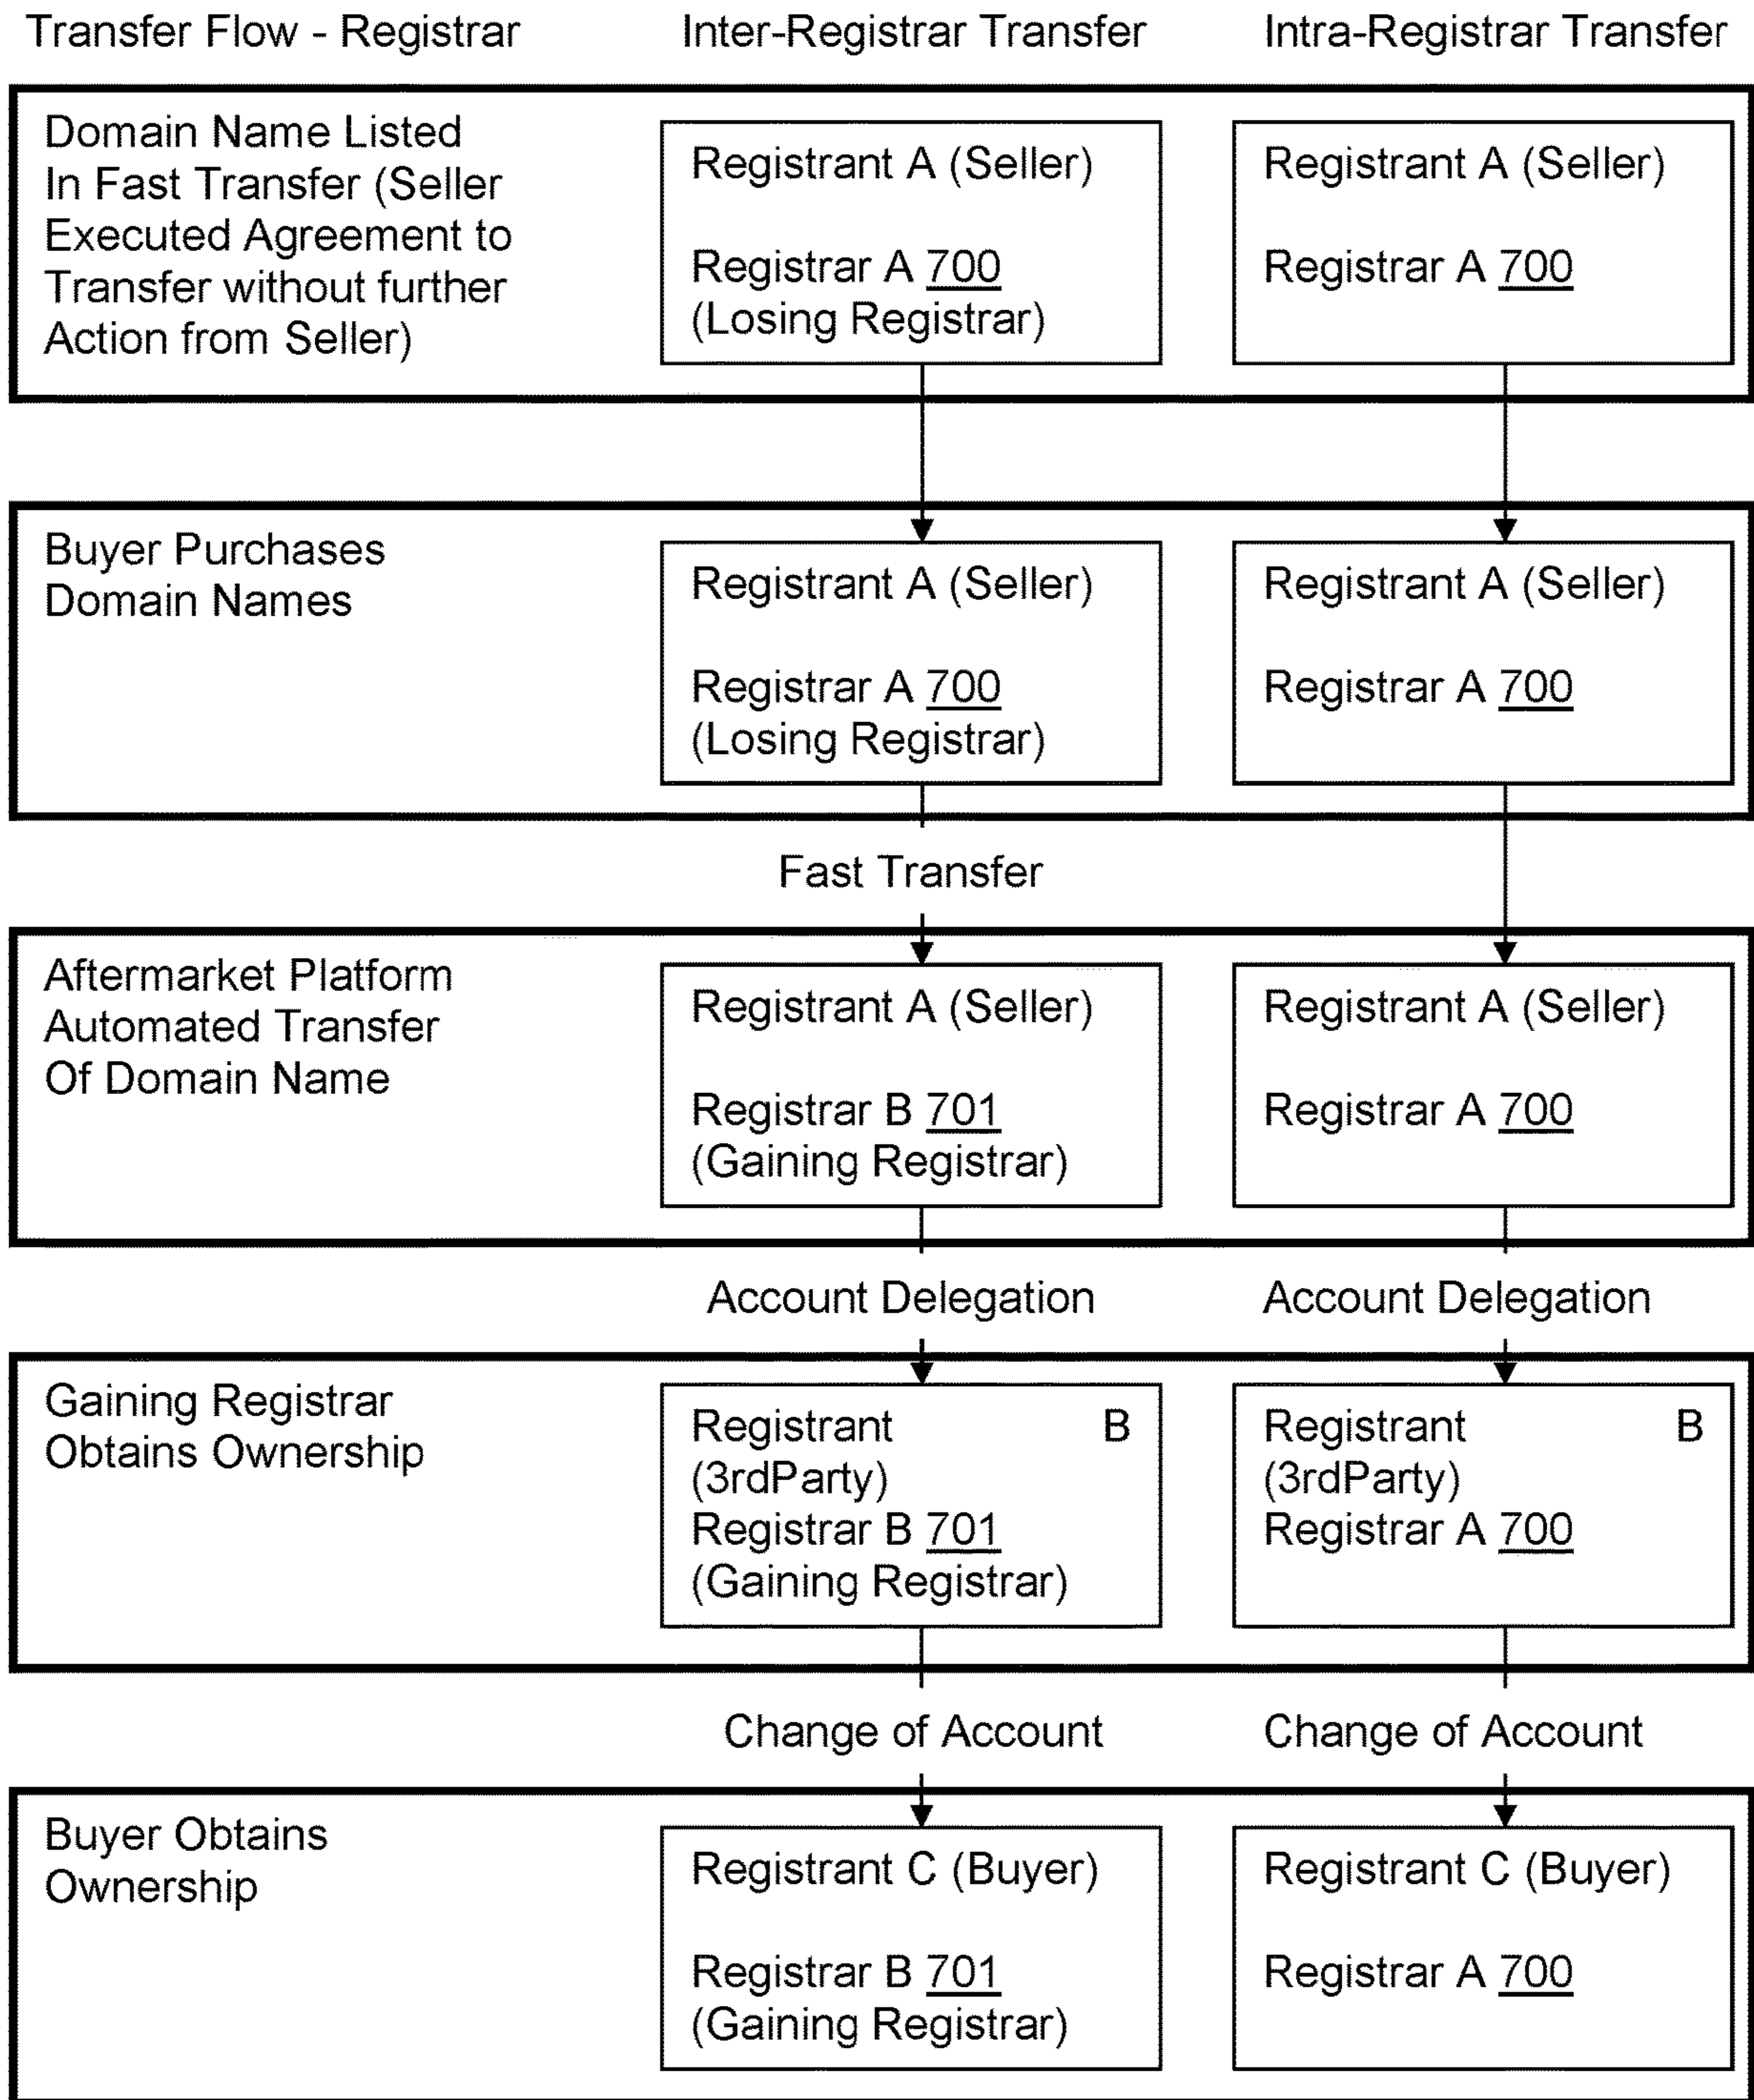 Transfer Flow - Registrar
Inter-Registrar Transfer
Intra-Registrar Transfer
Domain Name Listed
In Fast Transfer (Seller
Executed Agreement to
Transfer without further
Action from Seller)
Registrant A (Seller)
Registrar A 700
(Losing Registrar)
Registrant A (Seller)
Registrar A 700
Buyer Purchases
Domain Names
Registrant A (Seller)
Registrar A 700
(Losing Registrar)
Registrant A (Seller)
Registrar A 700
Fast Transfer
Aftermarket Platform
Automated Transfer
Of Domain Name
Registrant A (Seller)
Registrar B 701
(Gaining Registrar)
Registrant A (Seller)
Registrar A 700
Account Delegation
Account Delegation
Gaining Registrar
Obtains Ownership
Registrant B
(3rdParty)
Registrar B 701
(Gaining Registrar)
Registrant B
(3rdParty)
Registrar A 700
Change of Account
Change of Account
Buyer Obtains
Ownership
Registrant C (Buyer)
Registrar B 701
(Gaining Registrar)
Registrant C (Buyer)
Registrar A 700